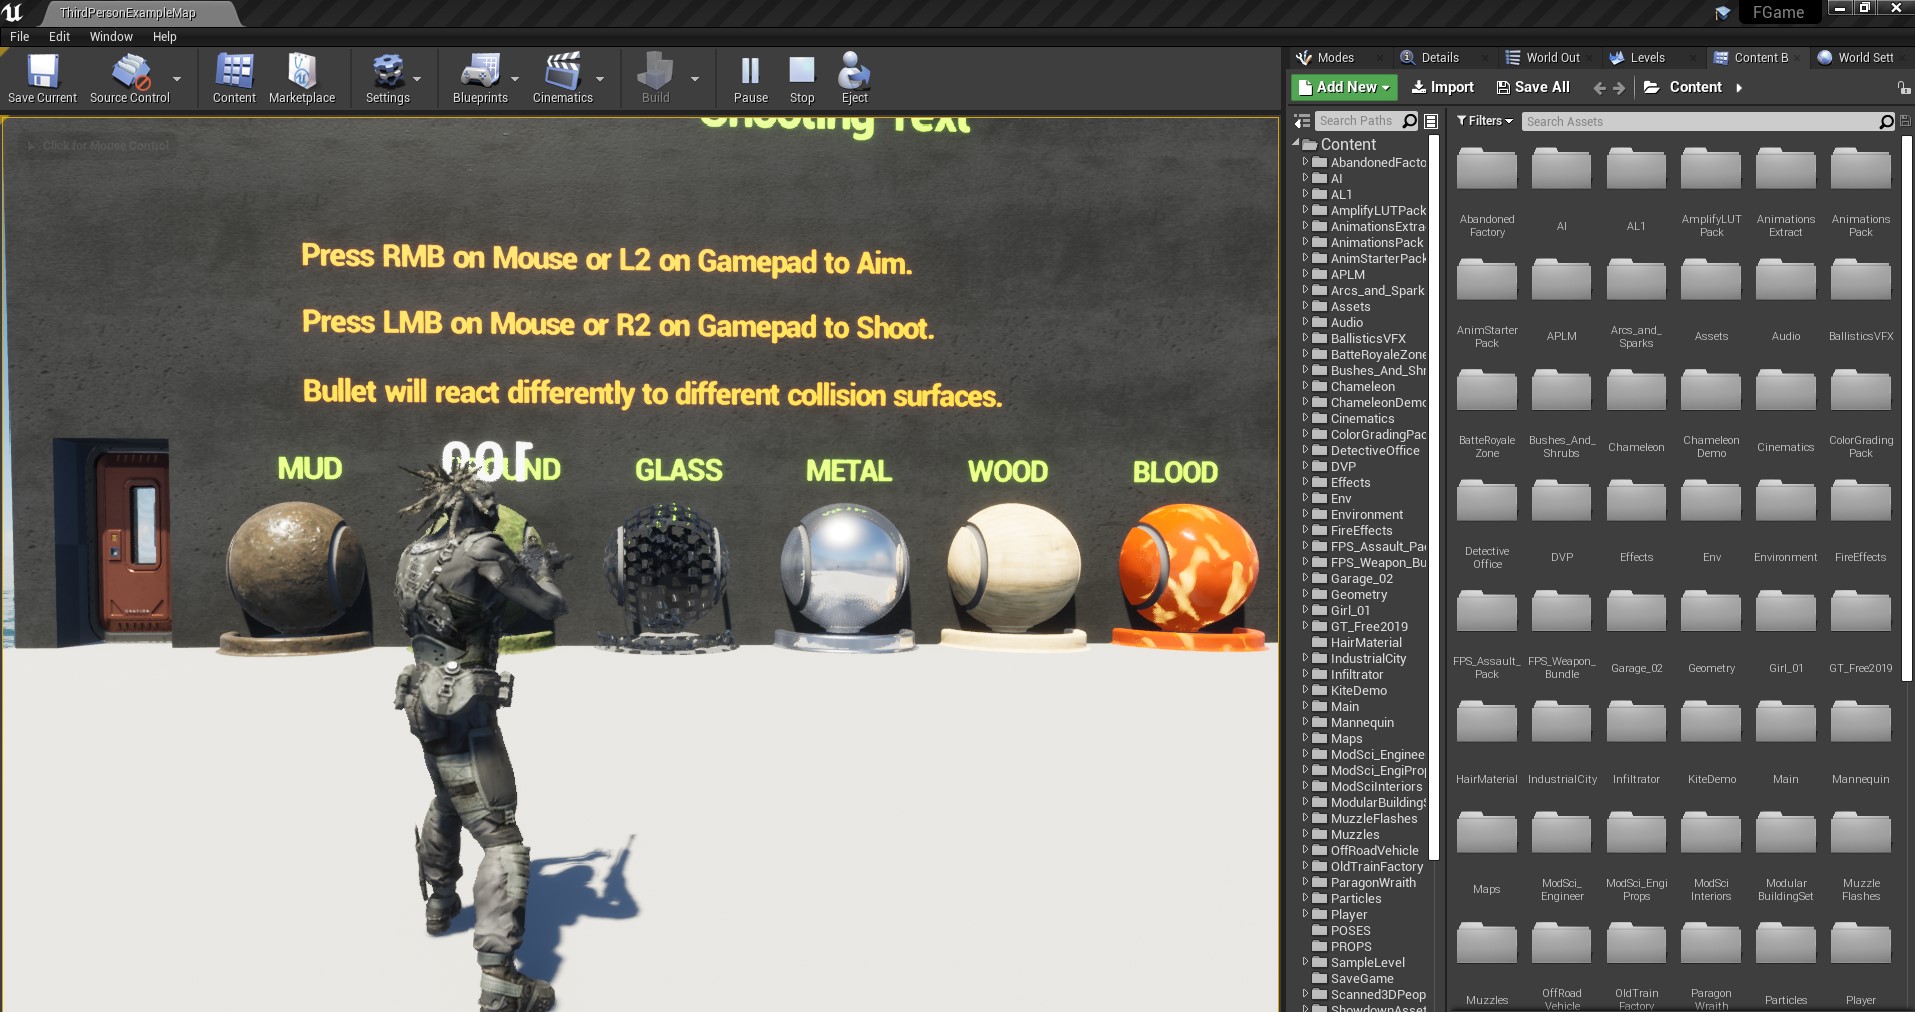 ThirdPersonExampleMap
FGame
File Edit Window Help
Save Current
Source Control
Content
Marketplace
Settings
Blueprints
Cinematics
Build
Pause
Stop
Eject
Modes
Details
World Out
Levels
Content B
World Sett
Add New
Import
Save All
Content
Click for Mouse Control
Shooting Text
Press RMB on Mouse or L2 on Gamepad to Aim.
Press LMB on Mouse or R2 on Gamepad to Shoot.
Bullet will react differently to different collision surfaces.
100
MUD
GLASS
METAL
WOOD
BLOOD
CAUTION
Search Paths
Content
AbandonedFacto
AI
AL1
AmplifyLUTPack
AnimationsExtra
AnimationsPack
AnimStarterPack
APLM
Arcs_and_Spark
Assets
Audio
BallisticsVFX
BatteRoyaleZone
Bushes_And_Shr
Chameleon
ChameleonDemo
Cinematics
ColorGradingPac
DetectiveOffice
DVP
Effects
Env
Environment
FireEffects
FPS_Assault_Pac
FPS_Weapon_Bu
Garage_02
Geometry
Girl_01
GT_Free2019
HairMaterial
IndustrialCity
Infiltrator
KiteDemo
Main
Mannequin
Maps
ModSci_Enginee
ModSci_EngiProp
ModSciInteriors
ModularBuildingS
MuzzleFlashes
Muzzles
OffRoadVehicle
OldTrainFactory
ParagonWraith
Particles
Player
POSES
PROPS
SampleLevel
SaveGame
Scanned3DPeop
ShowdownAsset
Filters
Search Assets
Abandoned
Factory
AI
AL1
AmplifyLUT
Pack
Animations
Extract
Animations
Pack
AnimStarter
Pack
APLM
Arcs_and_
Sparks
Assets
Audio
BallisticsVFX
BatteRoyale
Zone
Bushes_And_
Shrubs
Chameleon
Chameleon
Demo
Cinematics
ColorGrading
Pack
Detective
Office
DVP
Effects
Env
Environment
FireEffects
FPS_Assault_
Pack
FPS_Weapon_
Bundle
Garage_02
Geometry
Girl_01
GT_Free2019
HairMaterial
IndustrialCity
Infiltrator
KiteDemo
Main
Mannequin
Maps
ModSci_
Engineer
ModSci_Engi
Props
ModSci
Interiors
Modular
BuildingSet
Muzzle
Flashes
Muzzles
OffRoad
Vehicle
OldTrain
Factory
Paragon
Wraith
Particles
Player